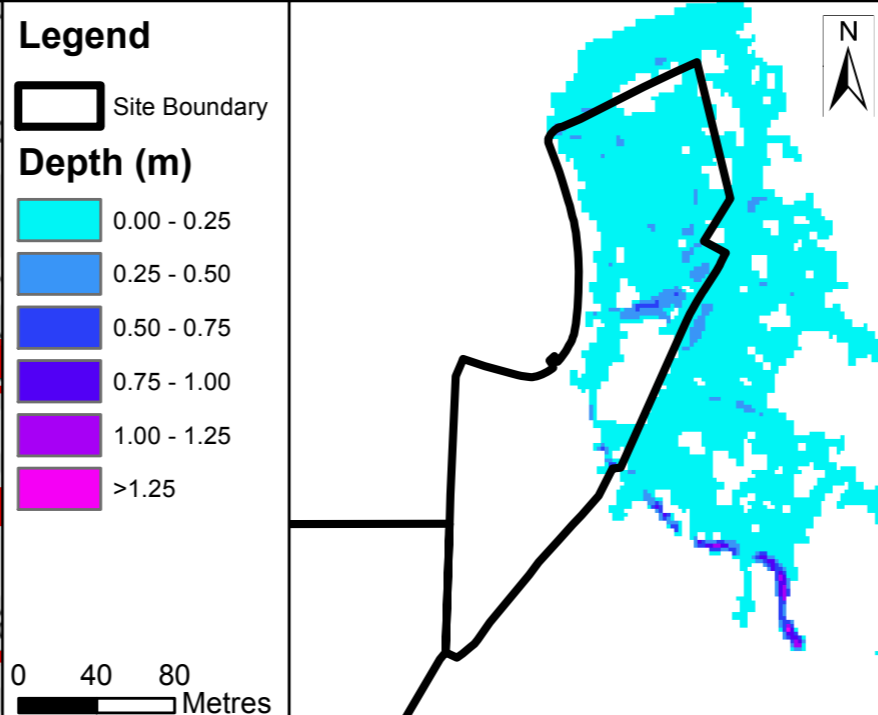 Legend
Site Boundary
Depth (m)
0.00 - 0.25
0.25 - 0.50
0.50 - 0.75
0.75 - 1.00
1.00 - 1.25
>1.25
0 40 80
Metres
N